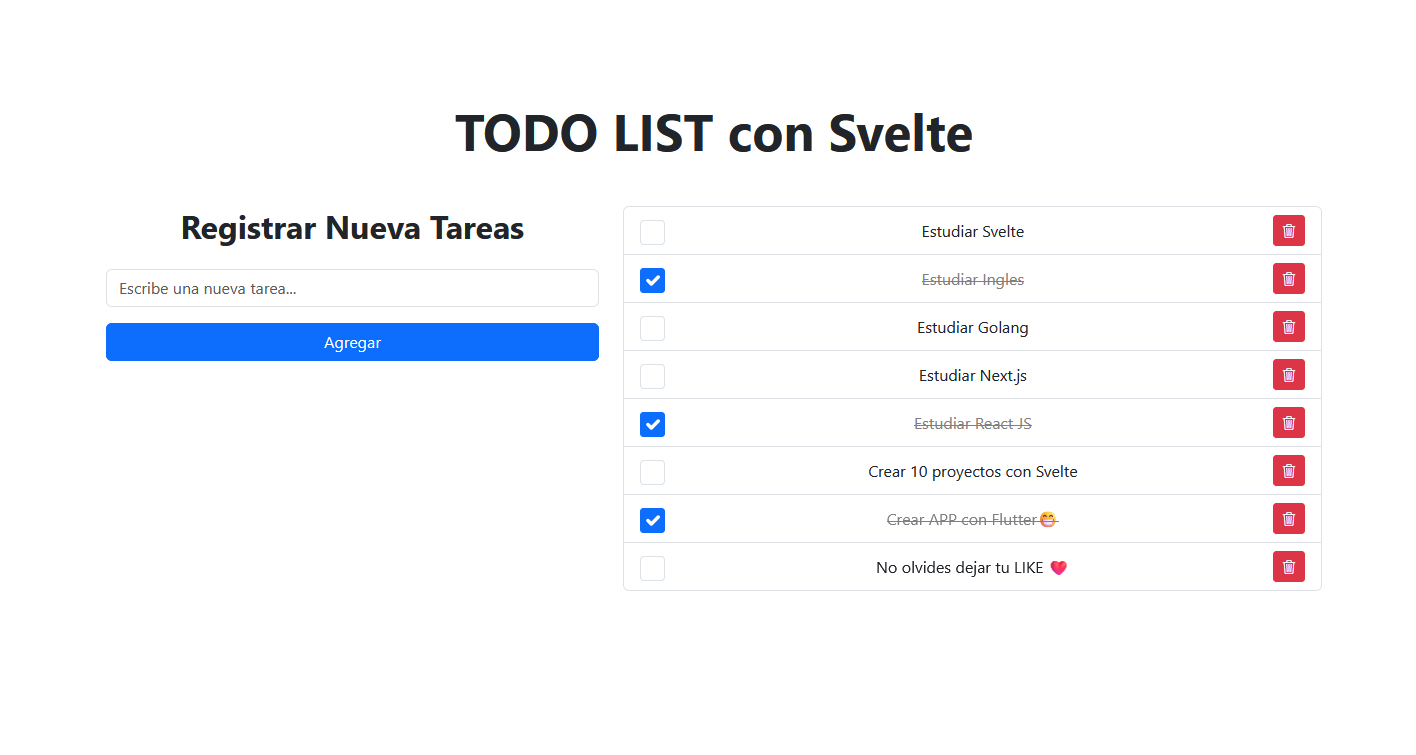 TODO LIST con Svelte
Registrar Nueva Tareas
Escribe una nueva tarea...
Agregar
Estudiar Svelte
Estudiar Ingles
Estudiar Golang
Estudiar Next.js
Estudiar React JS
Crear 10 proyectos con Svelte
Crear APP con Flutter😁
No olvides dejar tu LIKE ❤️